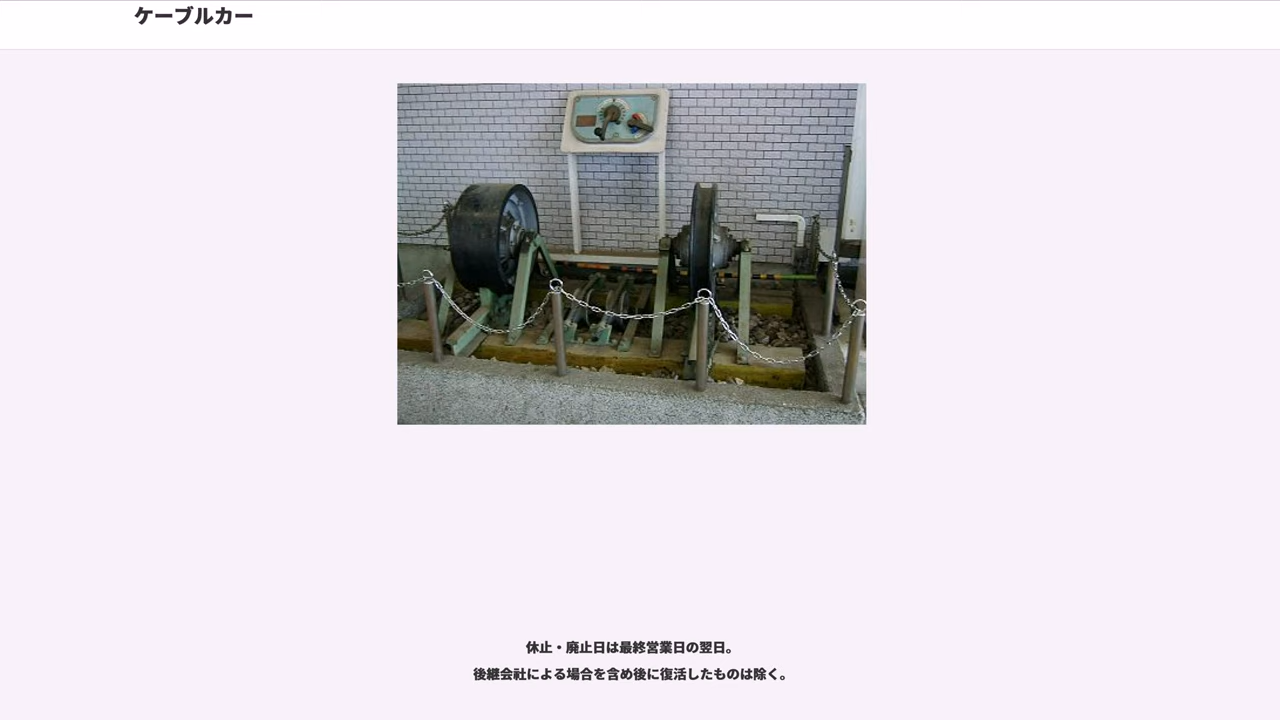 ケーブルカー
休止・廃止日は最終営業日の翌日。
後継会社による場合を含め後に復活したものは除く。